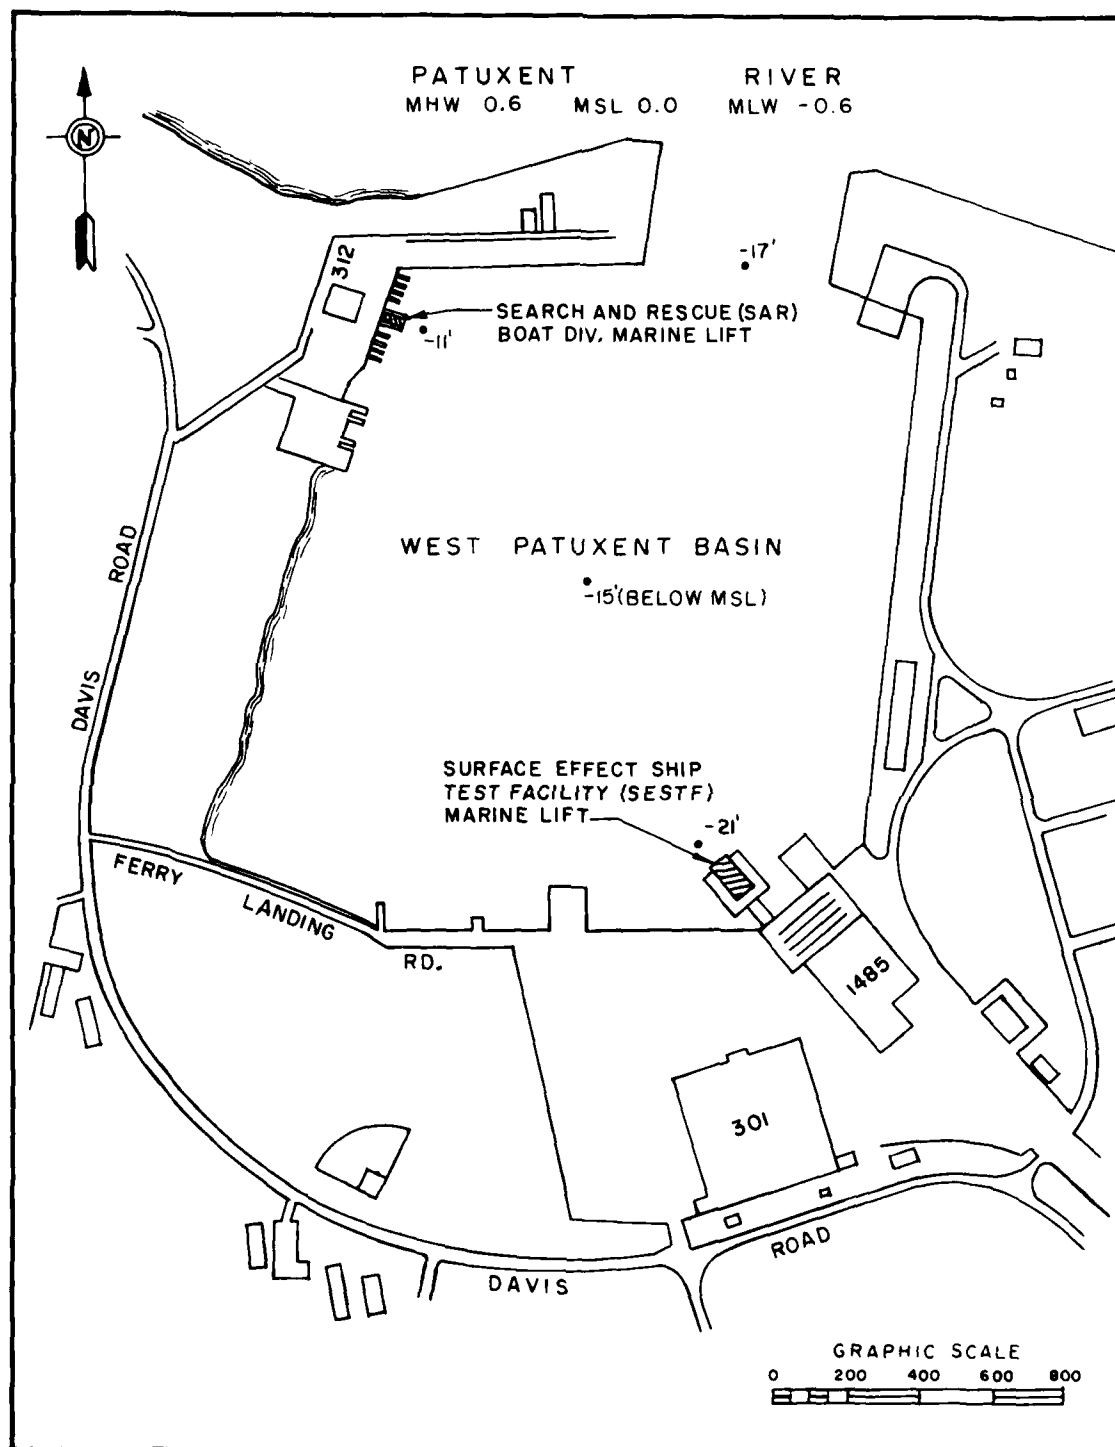 PATUXENT RIVER
MHW 0.6 MSL 0.0 MLW -0.6
N
312
-17'
SEARCH AND RESCUE (SAR)
BOAT DIV. MARINE LIFT
-11'
WEST PATUXENT BASIN
-15'(BELOW MSL)
DAVIS ROAD
SURFACE EFFECT SHIP
TEST FACILITY (SESTF)
MARINE LIFT
-21'
FERRY LANDING RD.
1485
301
DAVIS ROAD
GRAPHIC SCALE
0 200 400 600 800